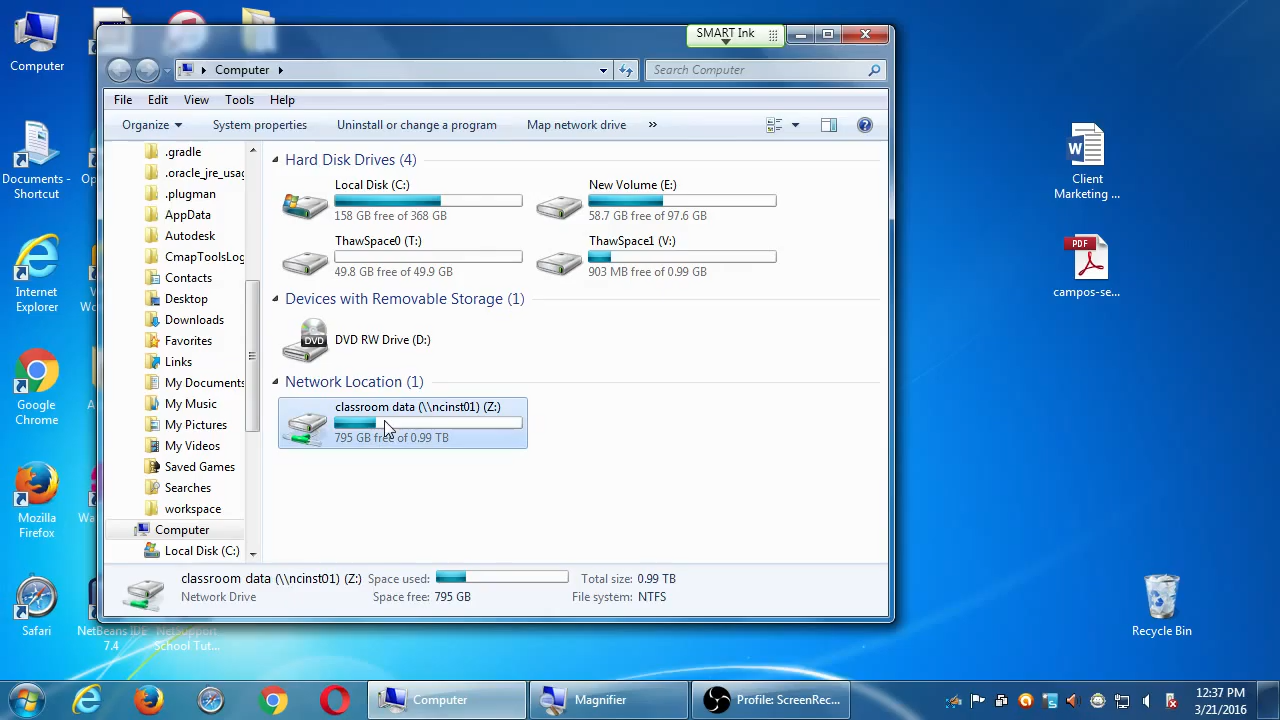 SMART Ink
Computer
Computer
Search Computer
File Edit View Tools Help
Organize System properties Uninstall or change a program Map network drive »
.gradle
.oracle_jre_usag
.plugman
AppData
Autodesk
CmapToolsLog
Contacts
Desktop
Downloads
Favorites
Links
My Documents
My Music
My Pictures
My Videos
Saved Games
Searches
workspace
Computer
Local Disk (C:)
Hard Disk Drives (4)
Local Disk (C:)
158 GB free of 368 GB
New Volume (E:)
58.7 GB free of 97.6 GB
ThawSpace0 (T:)
49.8 GB free of 49.9 GB
ThawSpace1 (V:)
903 MB free of 0.99 GB
Devices with Removable Storage (1)
DVD
DVD RW Drive (D:)
Network Location (1)
classroom data (\\ncinst01) (Z:)
795 GB free of 0.99 TB
classroom data (\\ncinst01) (Z:) Space used: Total size: 0.99 TB
Network Drive Space free: 795 GB File system: NTFS
Documents -
Shortcut
Internet
Explorer
Google
Chrome
Mozilla
Firefox
Safari
NetBeans IDE
7.4
NetSupport
School Tut...
Client
Marketing ...
PDF
campos-se...
Recycle Bin
Computer
Magnifier
Profile: ScreenRec...
12:37 PM
3/21/2016